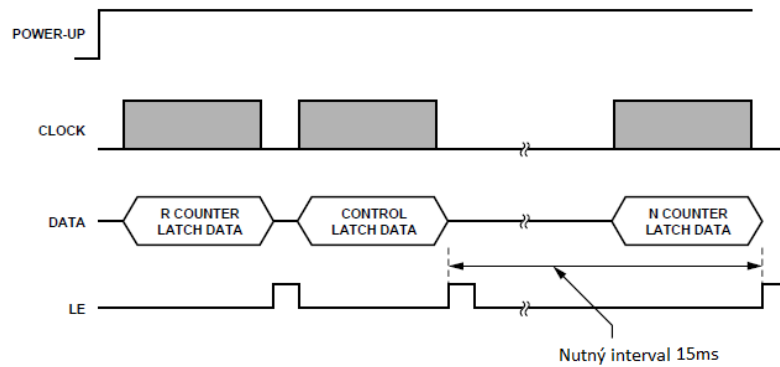 POWER-UP
CLOCK
DATA
R COUNTER
LATCH DATA
CONTROL
LATCH DATA
N COUNTER
LATCH DATA
LE
Nutný interval 15ms